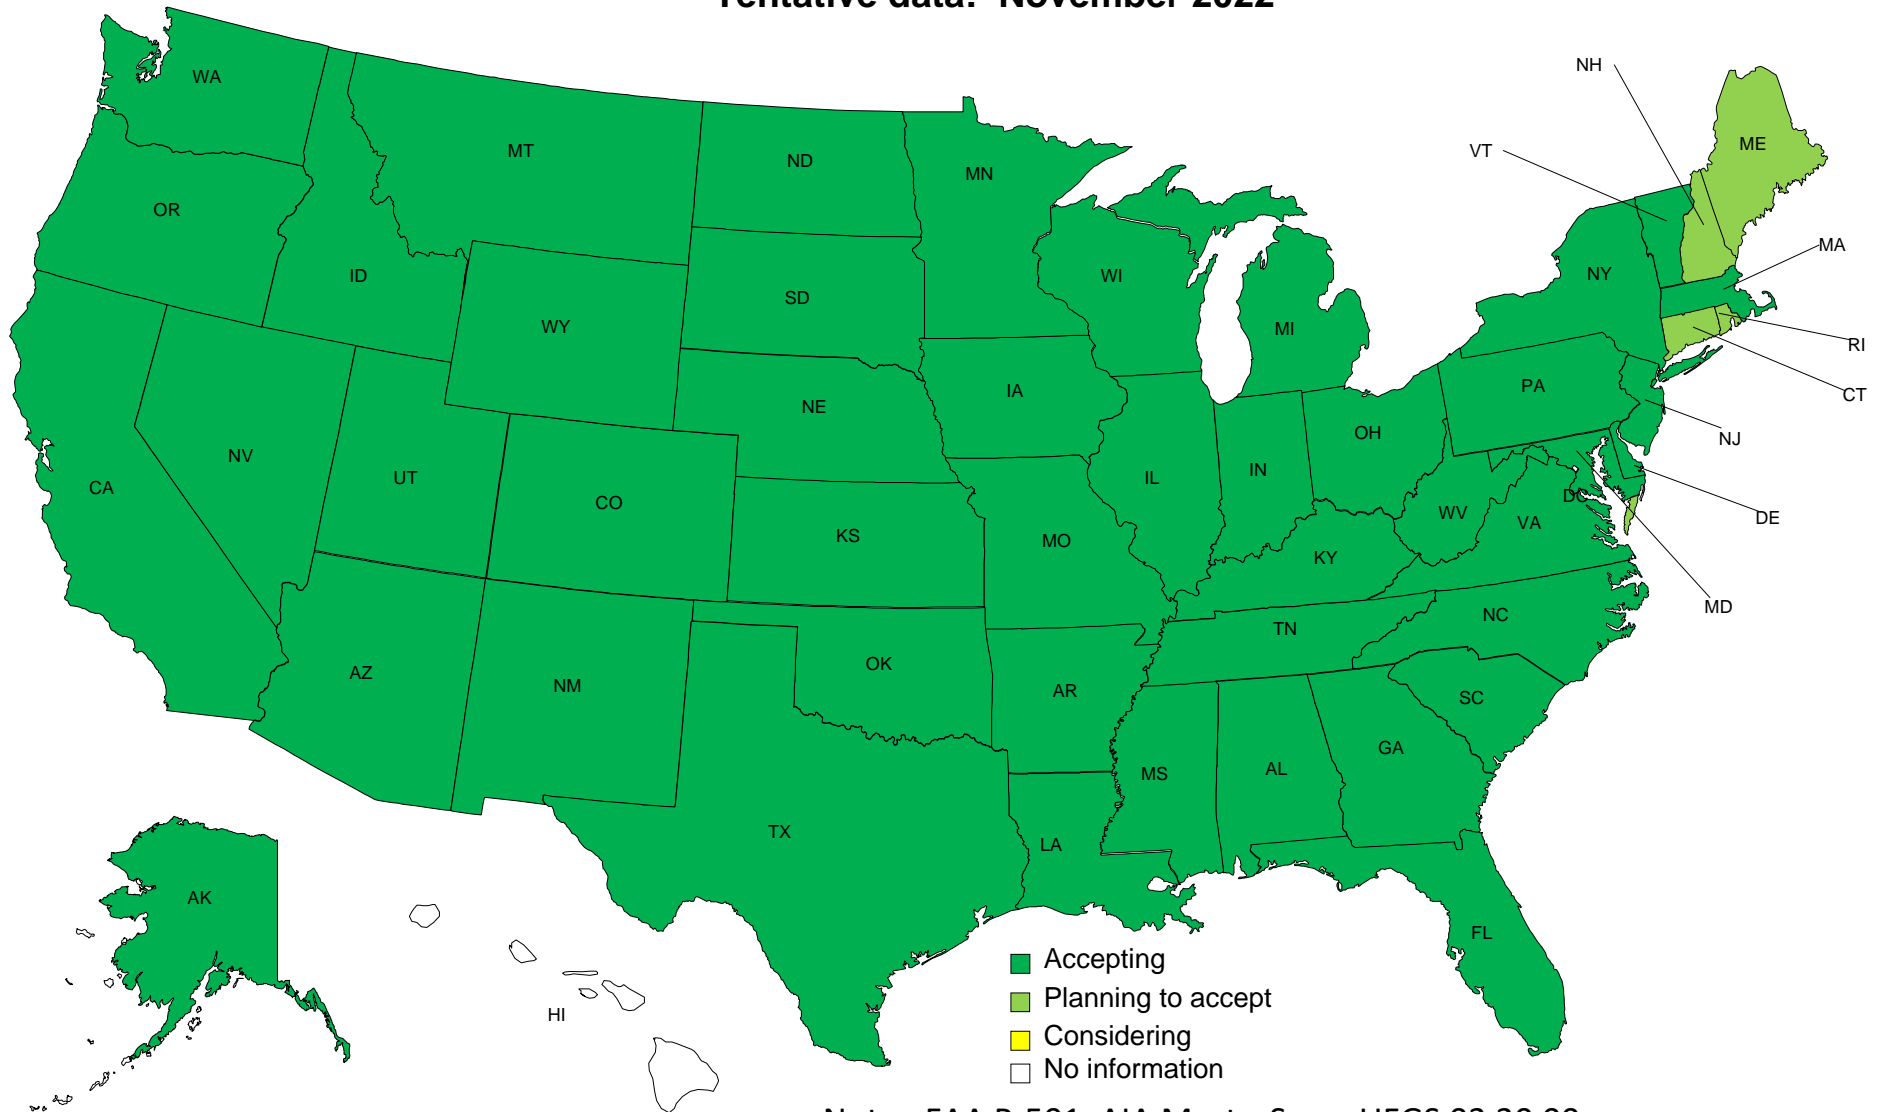 Tentative data: November 2022
WA
NH
ME
MT
ND
MN
VT
OR
MA
ID
WI
NY
SD
WY
MI
RI
PA
CT
IA
NE
OH
NJ
NV
IN
CA
UT
IL
CO
DC
WV
VA
DE
KS
MO
KY
MD
NC
TN
OK
AZ
NM
AR
SC
GA
MS
AL
TX
LA
AK
FL
HI
Accepting
Planning to accept
Considering
No information